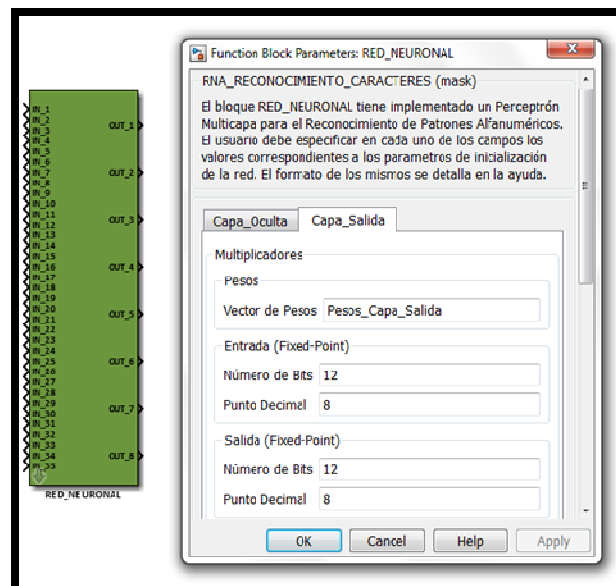 Function Block Parameters: RED_NEURONAL
RNA_RECONOCIMIENTO_CARACTERES (mask)
El bloque RED_NEURONAL tiene implementado un Perceptrón
Multicapa para el Reconocimiento de Patrones Alfanuméricos.
El usuario debe especificar en cada uno de los campos los
valores correspondientes a los parametros de inicialización
de la red. El formato de los mismos se detalla en la ayuda.
Capa_Oculta Capa_Salida
Multiplicadores
Pesos
Vector de Pesos Pesos_Capa_Salida
Entrada (Fixed-Point)
Número de Bits 12
Punto Decimal 8
Salida (Fixed-Point)
Número de Bits 12
Punto Decimal 8
OK Cancel Help Apply
IN_1
IN_2
IN_3
IN_4
IN_5
IN_6
IN_7
IN_8
IN_9
IN_10
IN_11
IN_12
IN_13
IN_14
IN_15
IN_16
IN_17
IN_18
IN_19
IN_20
IN_21
IN_22
IN_23
IN_24
IN_25
IN_26
IN_27
IN_28
IN_29
IN_30
IN_31
IN_32
IN_33
IN_34
IN_35
OUT_1
OUT_2
OUT_3
OUT_4
OUT_5
OUT_6
OUT_7
OUT_8
RED_NEURONAL